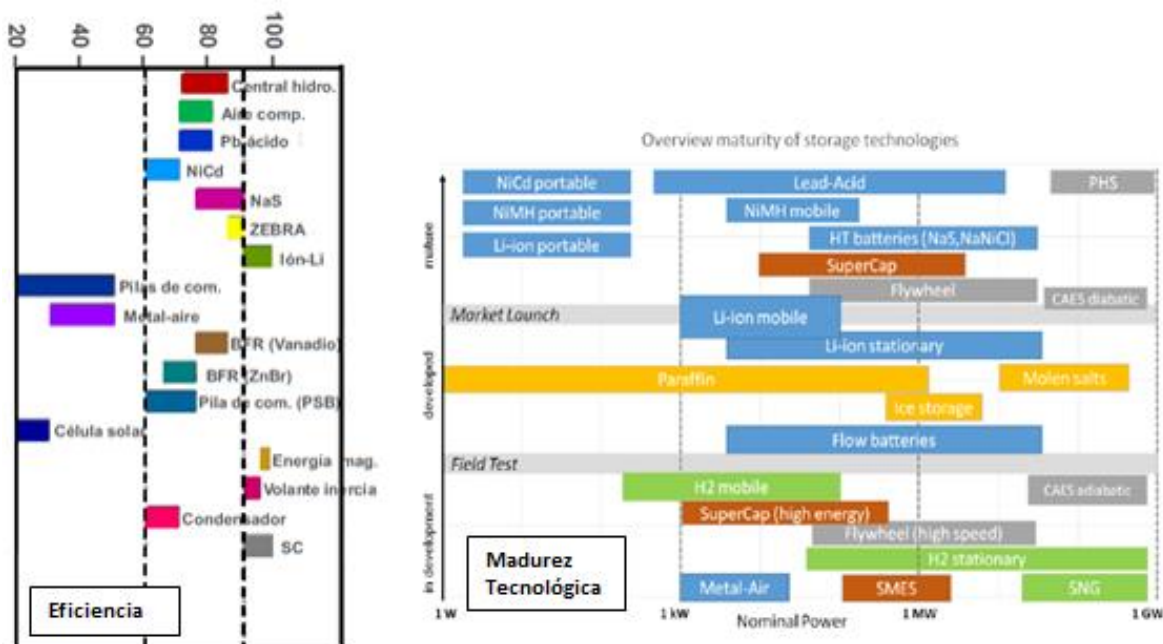 20 40 60 80 100
Central hidro.
Aire comp.
Pb-ácido
NiCd
NaS
ZEBRA
Ión-Li
Pilas de com.
Metal-aire
BFR (Vanadio)
BFR (ZnBr)
Pila de com. (PSB)
Célula solar
Energía mag.
Volante inercia
Condensador
SC
Eficiencia
Overview maturity of storage technologies
mature
NiCd portable
Lead-Acid
PHS
NiMH portable
NiMH mobile
Li-ion portable
HT batteries (NaS,NaNiCl)
SuperCap
Flywheel
CAES diabatic
Market Launch
Li-ion mobile
Li-ion stationary
developed
Paraffin
Molen salts
Ice storage
Flow batteries
Field Test
in development
H2 mobile
CAES adiabatic
SuperCap (high energy)
Flywheel (high speed)
H2 stationary
Metal-Air
SMES
SNG
Madurez
Tecnológica
1 W 1 kW 1 MW 1 GW
Nominal Power